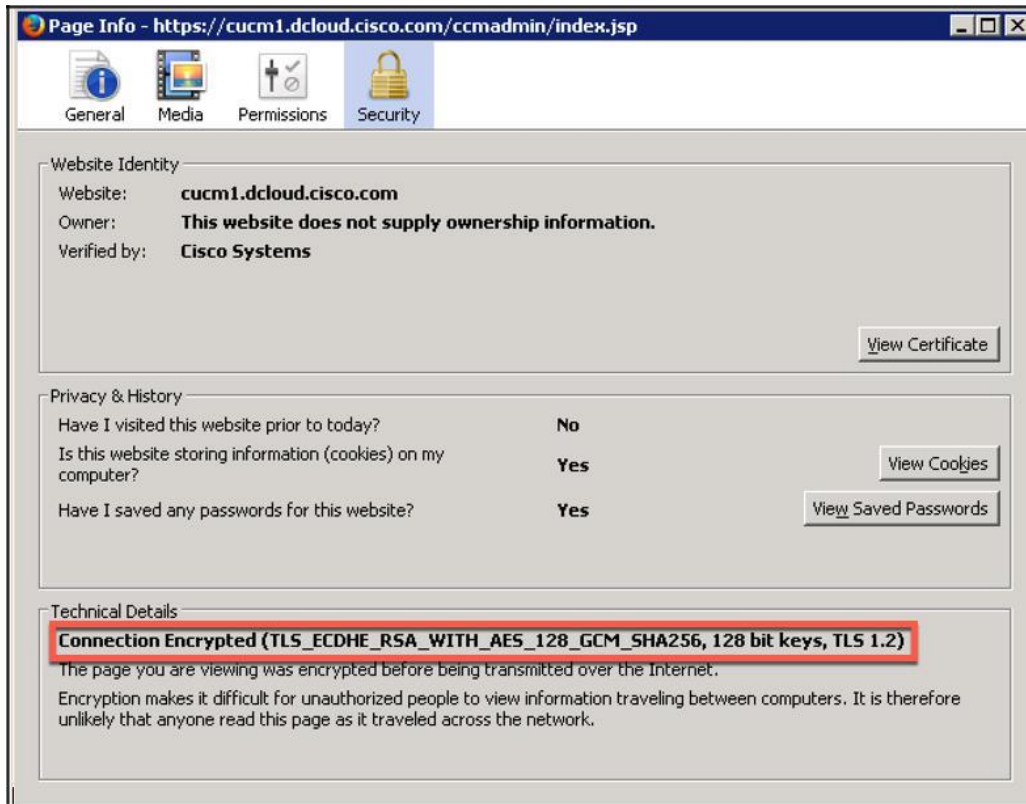 Page Info - https://cucm1.dcloud.cisco.com/ccmadmin/index.jsp
General Media Permissions Security
Website Identity
Website: cucm1.dcloud.cisco.com
Owner: This website does not supply ownership information.
Verified by: Cisco Systems
View Certificate
Privacy & History
Have I visited this website prior to today? No
Is this website storing information (cookies) on my
computer? Yes View Cookies
Have I saved any passwords for this website? Yes View Saved Passwords
Technical Details
Connection Encrypted (TLS_ECDHE_RSA_WITH_AES_128_GCM_SHA256, 128 bit keys, TLS 1.2)
The page you are viewing was encrypted before being transmitted over the Internet.
Encryption makes it difficult for unauthorized people to view information traveling between computers. It is therefore
unlikely that anyone read this page as it traveled across the network.